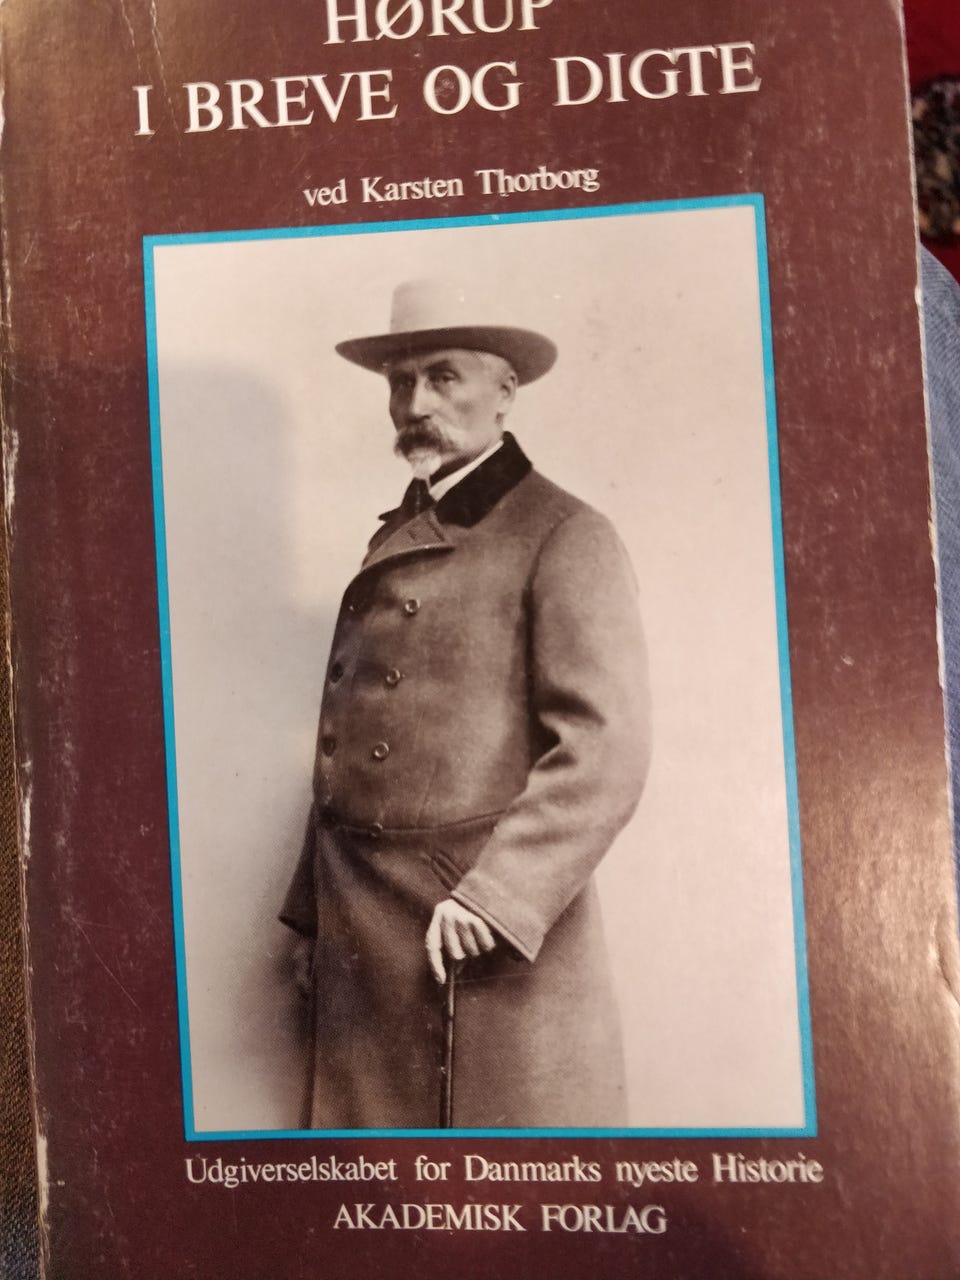 HØRUP
I BREVE OG DIGTE
ved Karsten Thorborg
Udgiverselskabet for Danmarks nyeste Historie
AKADEMISK FORLAG